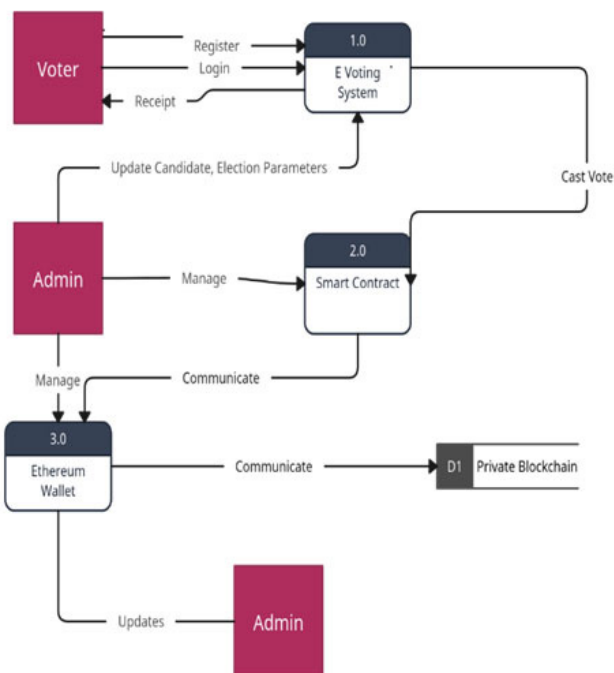 1.0
Register
Voter
Login
E Voting
System
Receipt
Update Candidate, Election Parameters
Cast Vote
2.0
Admin
Manage
Smart Contract
Manage
Communicate
3.0
Ethereum
Wallet
Communicate
D1 Private Blockchain
Updates
Admin